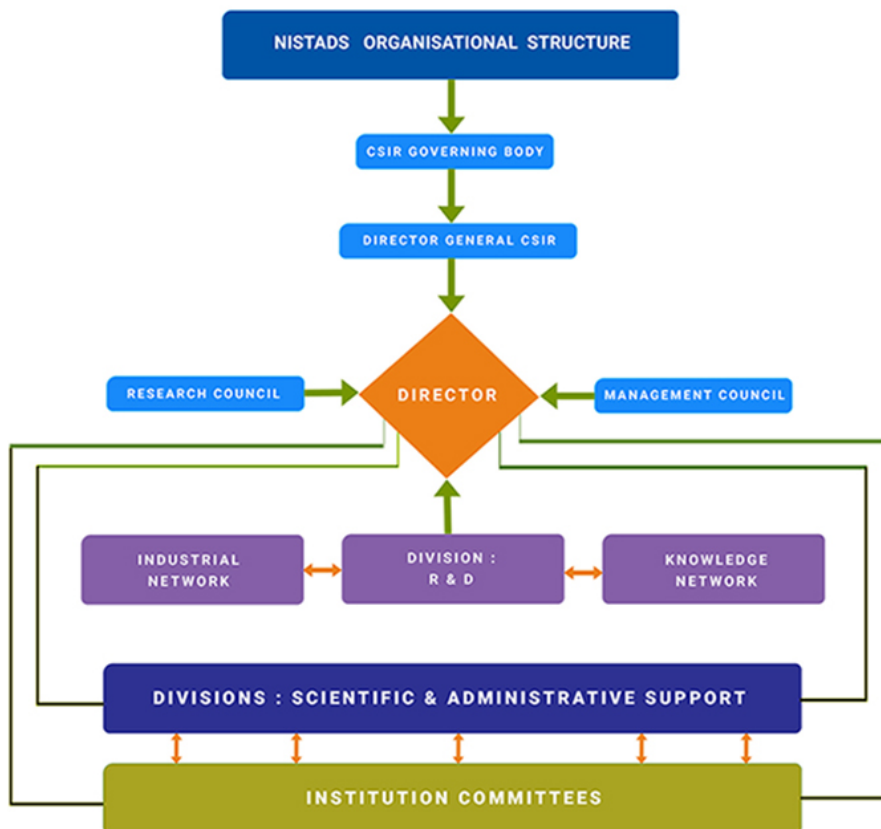 NISTADS ORGANISATIONAL STRUCTURE
CSIR GOVERNING BODY
DIRECTOR GENERAL CSIR
RESEARCH COUNCIL
DIRECTOR
MANAGEMENT COUNCIL
INDUSTRIAL
NETWORK
DIVISION :
R & D
KNOWLEDGE
NETWORK
DIVISIONS : SCIENTIFIC & ADMINISTRATIVE SUPPORT
INSTITUTION COMMITTEES